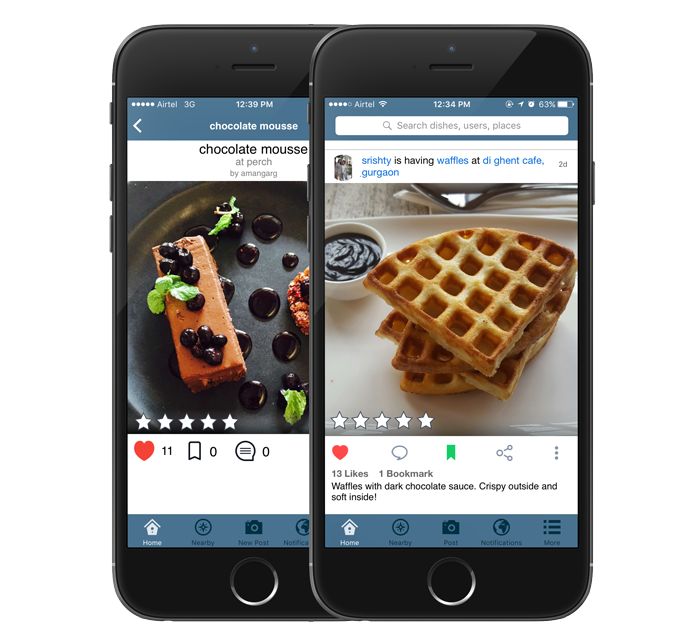 Airtel 3G 12:39 PM
chocolate mousse
chocolate mousse
at perch
by amangarg
11 0 0
Home Nearby New Post Notifica
Airtel 12:34 PM 63%
Search dishes, users, places
srishty is having waffles at di ghent cafe,
,gurgaon
2d
13 Likes 1 Bookmark
Waffles with dark chocolate sauce. Crispy outside and
soft inside!
Home Nearby Post Notifications More